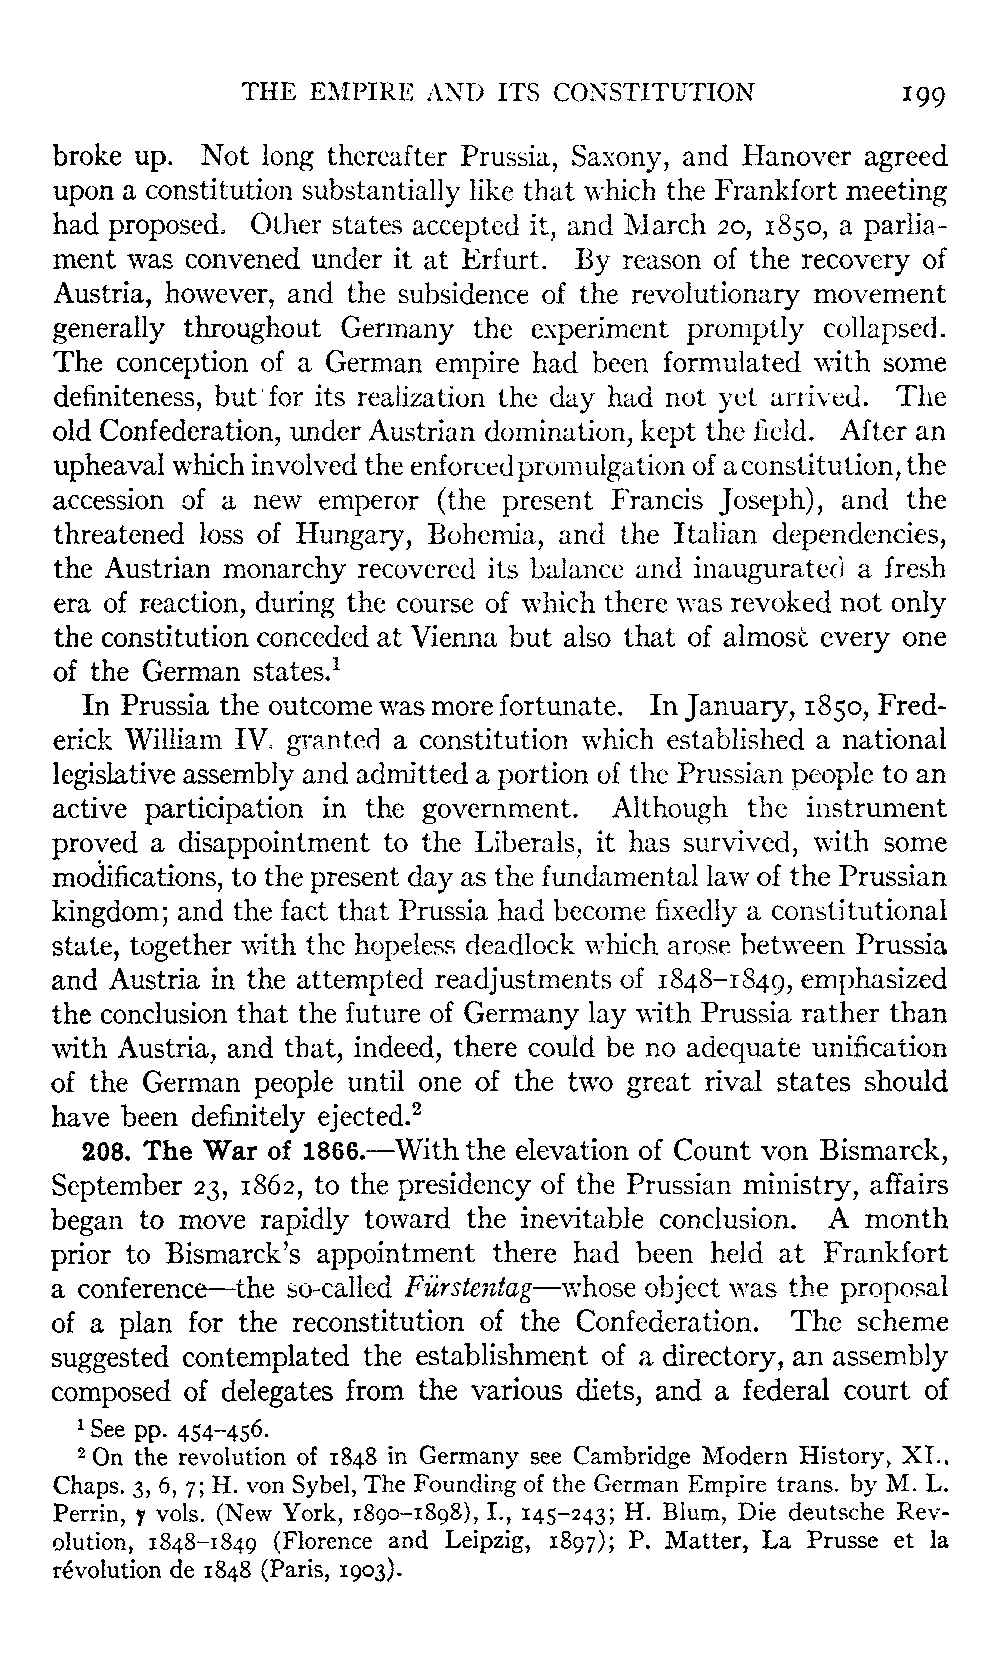 THE EMPIRE AND ITS CONSTITUTION 199
broke up. Not long thereafter Prussia, Saxony, and Hanover agreed
upon a constitution substantially like that which the Frankfort meeting
had proposed. Other states accepted it, and March 20, 1850, a parlia-
ment was convened under it at Erfurt. By reason of the recovery of
Austria, however, and the subsidence of the revolutionary movement
generally throughout Germany the experiment promptly collapsed.
The conception of a German empire had been formulated with some
definiteness, but for its realization the day had not yet arrived. The
old Confederation, under Austrian domination, kept the field. After an
upheaval which involved the enforced promulgation of a constitution, the
accession of a new emperor (the present Francis Joseph), and the
threatened loss of Hungary, Bohemia, and the Italian dependencies,
the Austrian monarchy recovered its balance and inaugurated a fresh
era of reaction, during the course of which there was revoked not only
the constitution conceded at Vienna but also that of almost every one
of the German states.¹
In Prussia the outcome was more fortunate. In January, 1850, Fred-
erick William IV. granted a constitution which established a national
legislative assembly and admitted a portion of the Prussian people to an
active participation in the government. Although the instrument
proved a disappointment to the Liberals, it has survived, with some
modifications, to the present day as the fundamental law of the Prussian
kingdom; and the fact that Prussia had become fixedly a constitutional
state, together with the hopeless deadlock which arose between Prussia
and Austria in the attempted readjustments of 1848–1849, emphasized
the conclusion that the future of Germany lay with Prussia rather than
with Austria, and that, indeed, there could be no adequate unification
of the German people until one of the two great rival states should
have been definitely ejected.²
208. The War of 1866.—With the elevation of Count von Bismarck,
September 23, 1862, to the presidency of the Prussian ministry, affairs
began to move rapidly toward the inevitable conclusion. A month
prior to Bismarck's appointment there had been held at Frankfort
a conference—the so-called Fürstentag—whose object was the proposal
of a plan for the reconstitution of the Confederation. The scheme
suggested contemplated the establishment of a directory, an assembly
composed of delegates from the various diets, and a federal court of
¹ See pp. 454–456.
² On the revolution of 1848 in Germany see Cambridge Modern History, XI.,
Chaps. 3, 6, 7; H. von Sybel, The Founding of the German Empire trans. by M. L.
Perrin, 7 vols. (New York, 1890–1898), I., 145–243; H. Blum, Die deutsche Rev-
olution, 1848–1849 (Florence and Leipzig, 1897); P. Matter, La Prusse et la
révolution de 1848 (Paris, 1903).